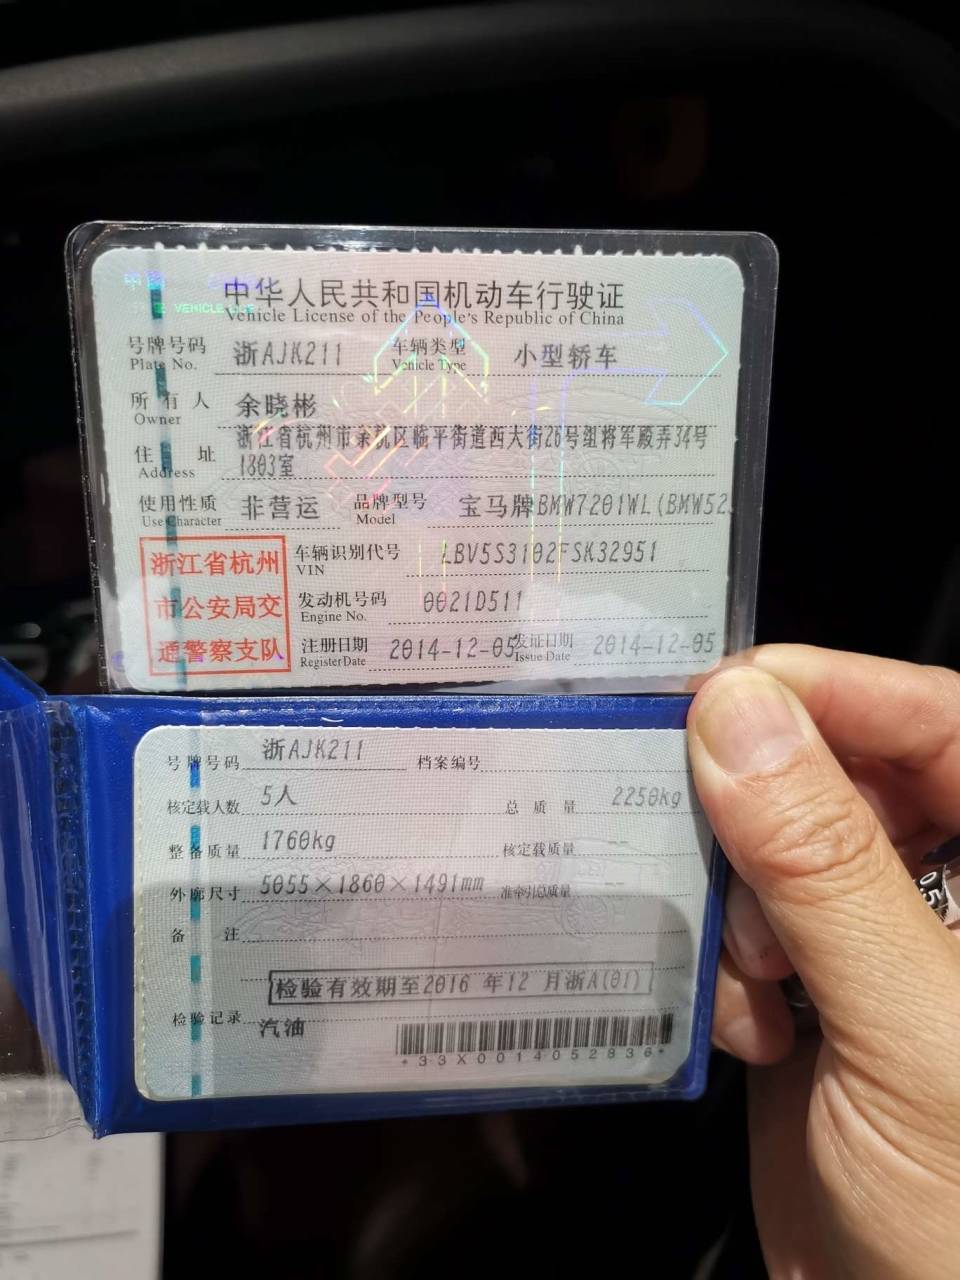 中华人民共和国机动车行驶证
Vehicle License of the People's Republic of China
号牌号码 浙AJK211 车辆类型 小型轿车
Plate No. Vehicle Type
所有人 余晓彬
Owner
住址 浙江省杭州市余杭区临平街道西大街26号组将军殿弄34号
Address 1803室
使用性质 非营运 品牌型号 宝马牌BMW7201WL(BMW52
Use Character Model
浙江省杭州
市公安局交
通警察支队
车辆识别代号 LBV5S3102FSK32951
VIN
发动机号码 0021D511
Engine No.
注册日期 2014-12-05 发证日期 2014-12-05
Register Date Issue Date
号牌号码 浙AJK211 档案编号
核定载人数 5人 总质量 2250kg
整备质量 1760kg 核定载质量 --
外廓尺寸 5055×1860×1491mm 准牵引总质量 --
备注
检验有效期至2016 年12 月浙A(01)
检验记录 汽油
*33X0014052836*